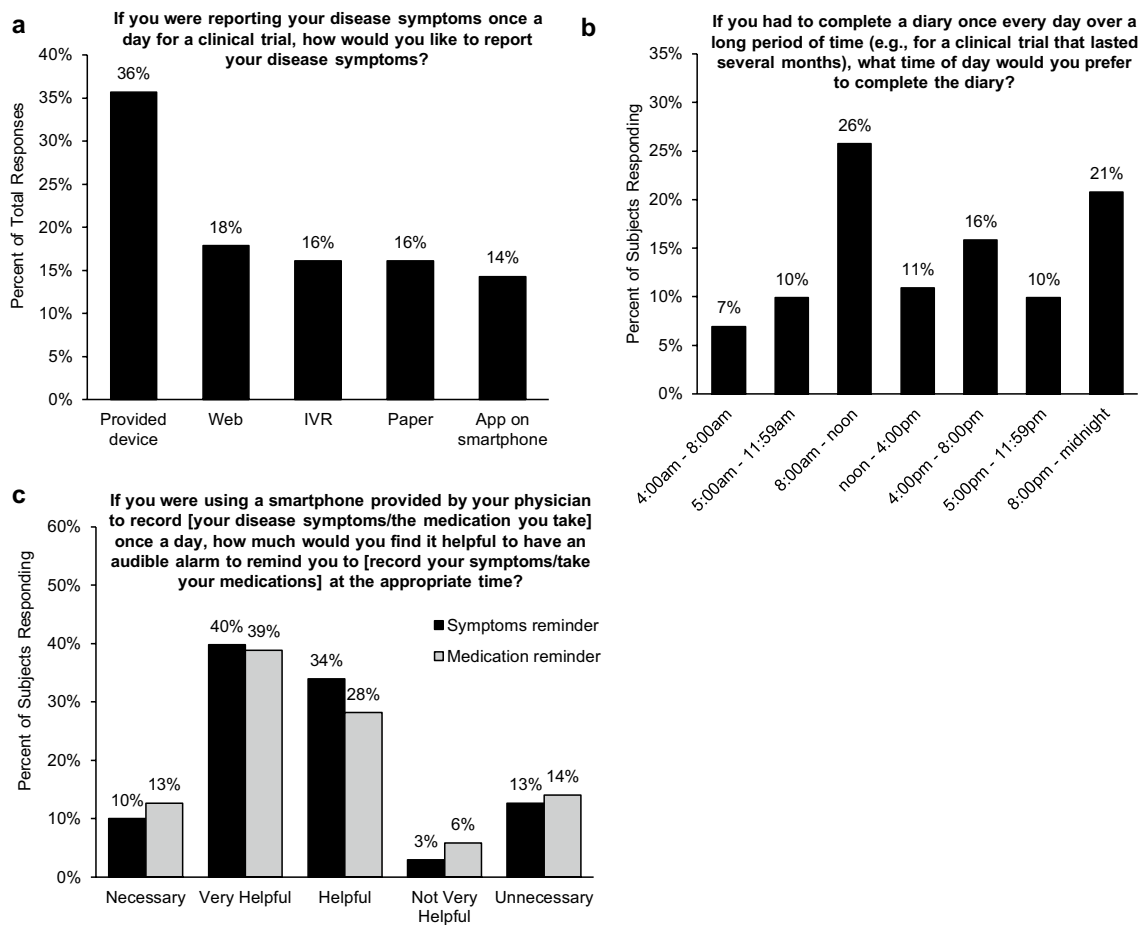 a
If you were reporting your disease symptoms once a
day for a clinical trial, how would you like to report
your disease symptoms?
Percent of Total Responses
40%
35%
30%
25%
20%
15%
10%
5%
0%
36%
18%
16%
16%
14%
Provided
device
Web
IVR
Paper
App on
smartphone
b
If you had to complete a diary once every day over a
long period of time (e.g., for a clinical trial that lasted
several months), what time of day would you prefer
to complete the diary?
Percent of Subjects Responding
35%
30%
25%
20%
15%
10%
5%
0%
7%
10%
26%
11%
16%
10%
21%
4:00am - 8:00am
5:00am - 11:59am
8:00am - noon
noon - 4:00pm
4:00pm - 8:00pm
5:00pm - 11:59pm
8:00pm - midnight
c
If you were using a smartphone provided by your physician
to record [your disease symptoms/the medication you take]
once a day, how much would you find it helpful to have an
audible alarm to remind you to [record your symptoms/take
your medications] at the appropriate time?
Percent of Subjects Responding
60%
50%
40%
30%
20%
10%
0%
Symptoms reminder
Medication reminder
10%
13%
40%
39%
34%
28%
3%
6%
13%
14%
Necessary
Very Helpful
Helpful
Not Very
Helpful
Unnecessary